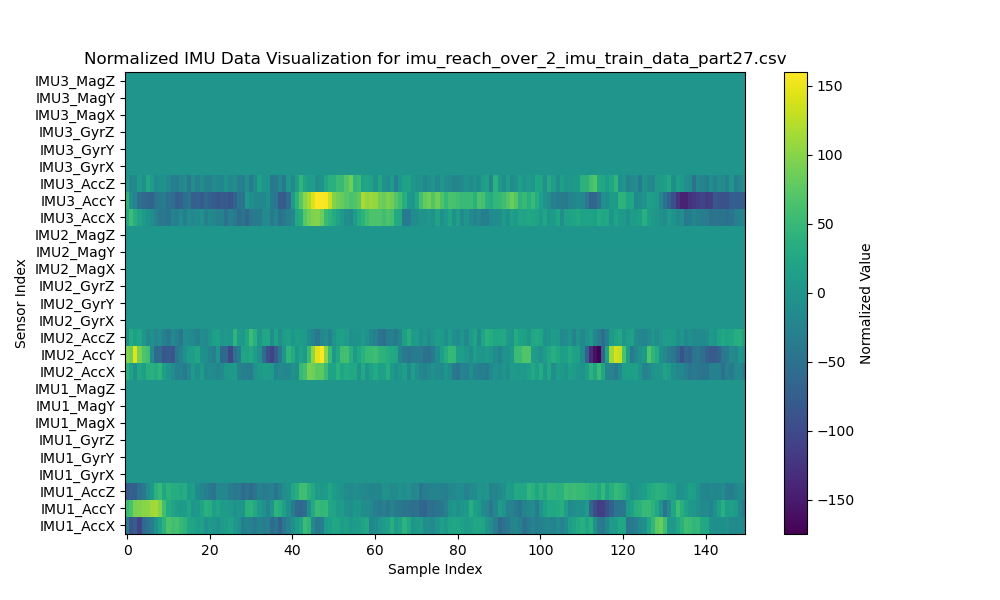 Normalized IMU Data Visualization for imu_reach_over_2_imu_train_data_part27.csv
IMU3_MagZ
IMU3_MagY
IMU3_MagX
IMU3_GyrZ
IMU3_GyrY
IMU3_GyrX
IMU3_AccZ
IMU3_AccY
IMU3_AccX
IMU2_MagZ
IMU2_MagY
IMU2_MagX
IMU2_GyrZ
IMU2_GyrY
IMU2_GyrX
IMU2_AccZ
IMU2_AccY
IMU2_AccX
IMU1_MagZ
IMU1_MagY
IMU1_MagX
IMU1_GyrZ
IMU1_GyrY
IMU1_GyrX
IMU1_AccZ
IMU1_AccY
IMU1_AccX
Sensor Index
0 20 40 60 80 100 120 140
Sample Index
150
100
50
0
−50
−100
−150
Normalized Value